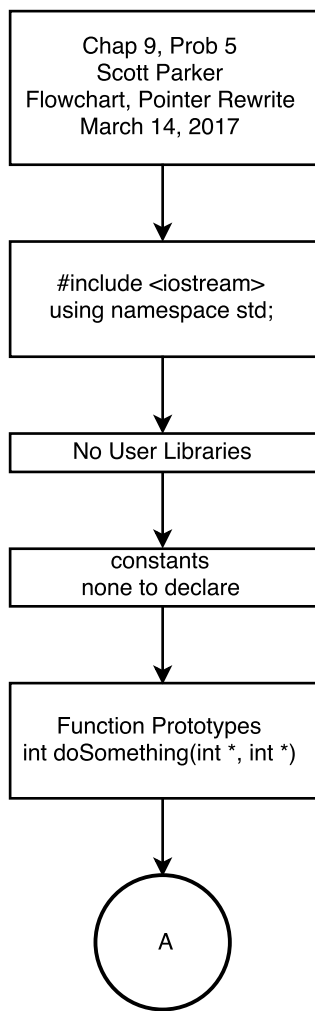 Chap 9, Prob 5
Scott Parker
Flowchart, Pointer Rewrite
March 14, 2017
#include <iostream>
using namespace std;
No User Libraries
constants
none to declare
Function Prototypes
int doSomething(int *, int *)
A